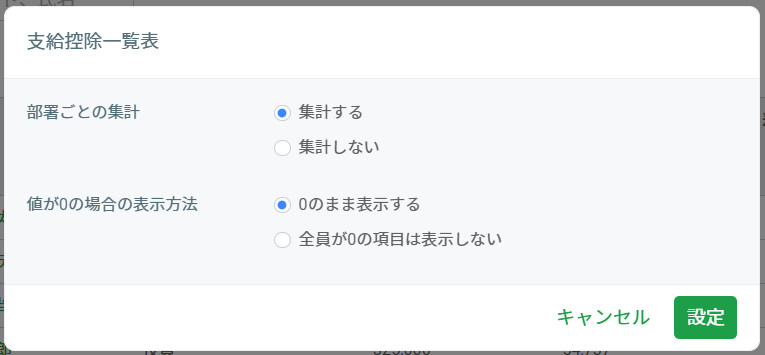 支給控除一覧表
部署ごとの集計
集計する
集計しない
値が0の場合の表示方法
0のまま表示する
全員が0の項目は表示しない
キャンセル
設定